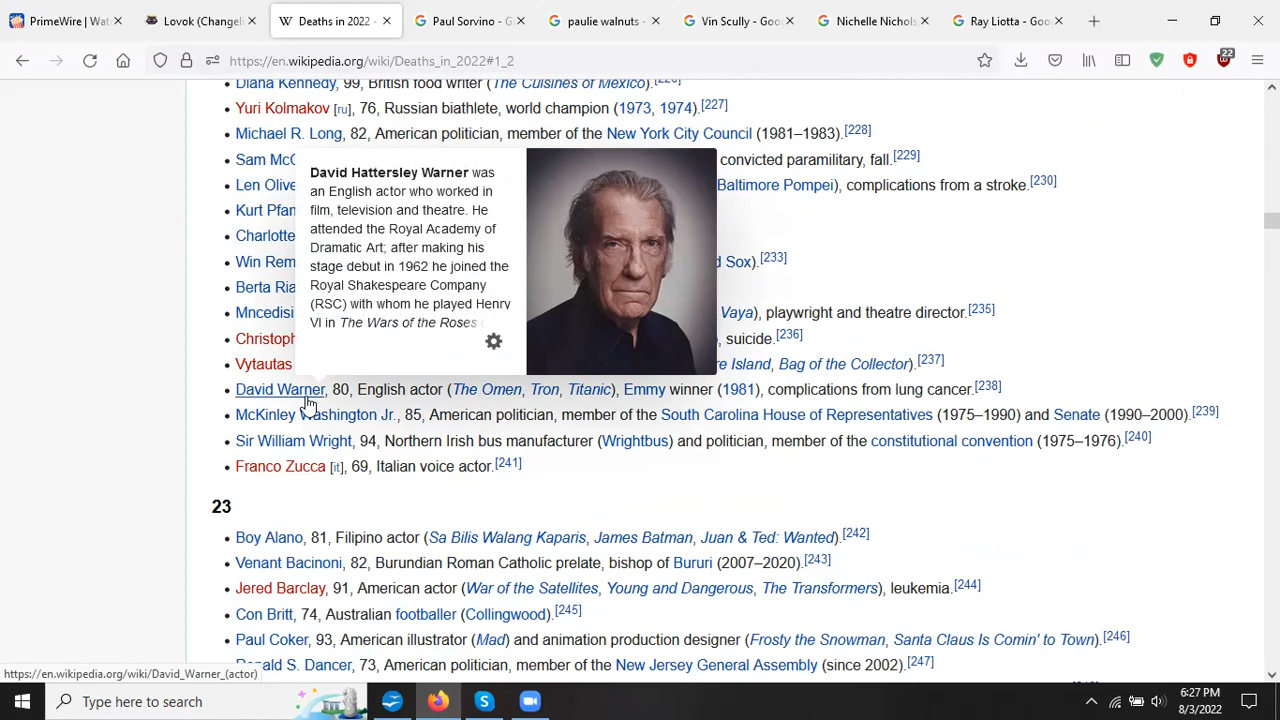 PrimeWire | Wat
Lovok (Changeli
Deaths in 2022 -
Paul Sorvino - G
paulie walnuts -
Vin Scully - Goo
Nichelle Nichols
Ray Liotta - Goo
https://en.wikipedia.org/wiki/Deaths_in_2022#1_2
22
Diana Kennedy, 99, British food writer (The Cuisines of Mexico).
Yuri Kolmakov [ru], 76, Russian biathlete, world champion (1973, 1974).[227]
Michael R. Long, 82, American politician, member of the New York City Council (1981–1983).[228]
Sam McC convicted paramilitary, fall.[229]
Len Olive Baltimore Pompei), complications from a stroke.[230]
Kurt Pfam
Charlotte
Win Rem d Sox).[233]
Berta Ria
Mncedisi Vaya), playwright and theatre director.[235]
Christoph , suicide.[236]
Vytautas re Island, Bag of the Collector).[237]
David Hattersley Warner was
an English actor who worked in
film, television and theatre. He
attended the Royal Academy of
Dramatic Art; after making his
stage debut in 1962 he joined the
Royal Shakespeare Company
(RSC) with whom he played Henry
VI in The Wars of the Roses
David Warner, 80, English actor (The Omen, Tron, Titanic), Emmy winner (1981), complications from lung cancer.[238]
McKinley Washington Jr., 85, American politician, member of the South Carolina House of Representatives (1975–1990) and Senate (1990–2000).[239]
Sir William Wright, 94, Northern Irish bus manufacturer (Wrightbus) and politician, member of the constitutional convention (1975–1976).[240]
Franco Zucca [it], 69, Italian voice actor.[241]
23
Boy Alano, 81, Filipino actor (Sa Bilis Walang Kaparis, James Batman, Juan & Ted: Wanted).[242]
Venant Bacinoni, 82, Burundian Roman Catholic prelate, bishop of Bururi (2007–2020).[243]
Jered Barclay, 91, American actor (War of the Satellites, Young and Dangerous, The Transformers), leukemia.[244]
Con Britt, 74, Australian footballer (Collingwood).[245]
Paul Coker, 93, American illustrator (Mad) and animation production designer (Frosty the Snowman, Santa Claus Is Comin' to Town).[246]
Ronald S. Dancer, 73, American politician, member of the New Jersey General Assembly (since 2002).[247]
https://en.wikipedia.org/wiki/David_Warner_(actor)
Type here to search
6:27 PM
8/3/2022